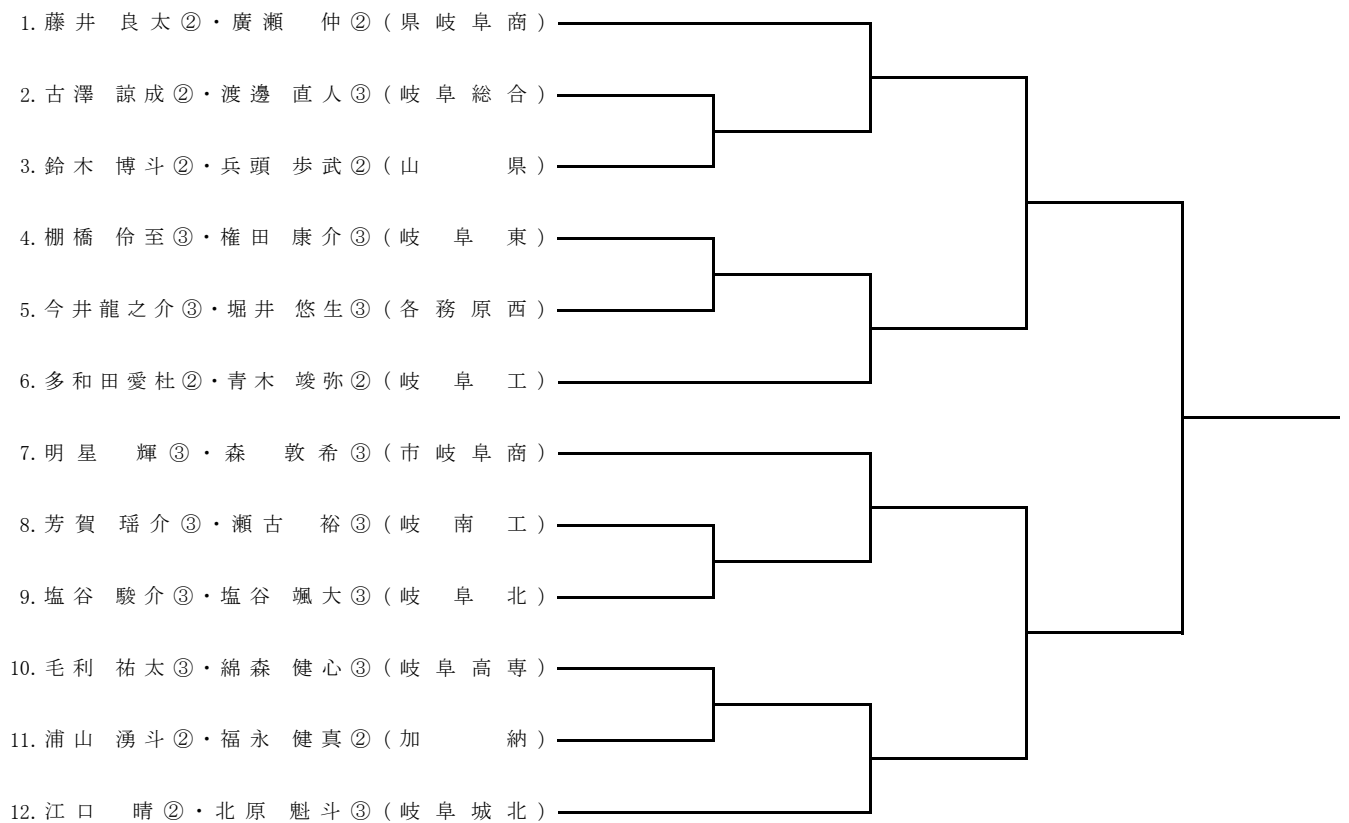 1. 藤井 良太②・廣瀬 仲②(県岐阜商)
2. 古澤 諒成②・渡邊 直人③(岐阜総合)
3. 鈴木 博斗②・兵頭 歩武②(山県)
4. 棚橋 伶至③・権田 康介③(岐阜東)
5. 今井龍之介③・堀井 悠生③(各務原西)
6. 多和田愛杜②・青木 竣弥②(岐阜工)
7. 明星 輝③・森 敦希③(市岐阜商)
8. 芳賀 瑶介③・瀬古 裕③(岐南工)
9. 塩谷 駿介③・塩谷 颯大③(岐阜北)
10. 毛利 祐太③・綿森 健心③(岐阜高専)
11. 浦山 湧斗②・福永 健真②(加納)
12. 江口 晴②・北原 魁斗③(岐阜城北)